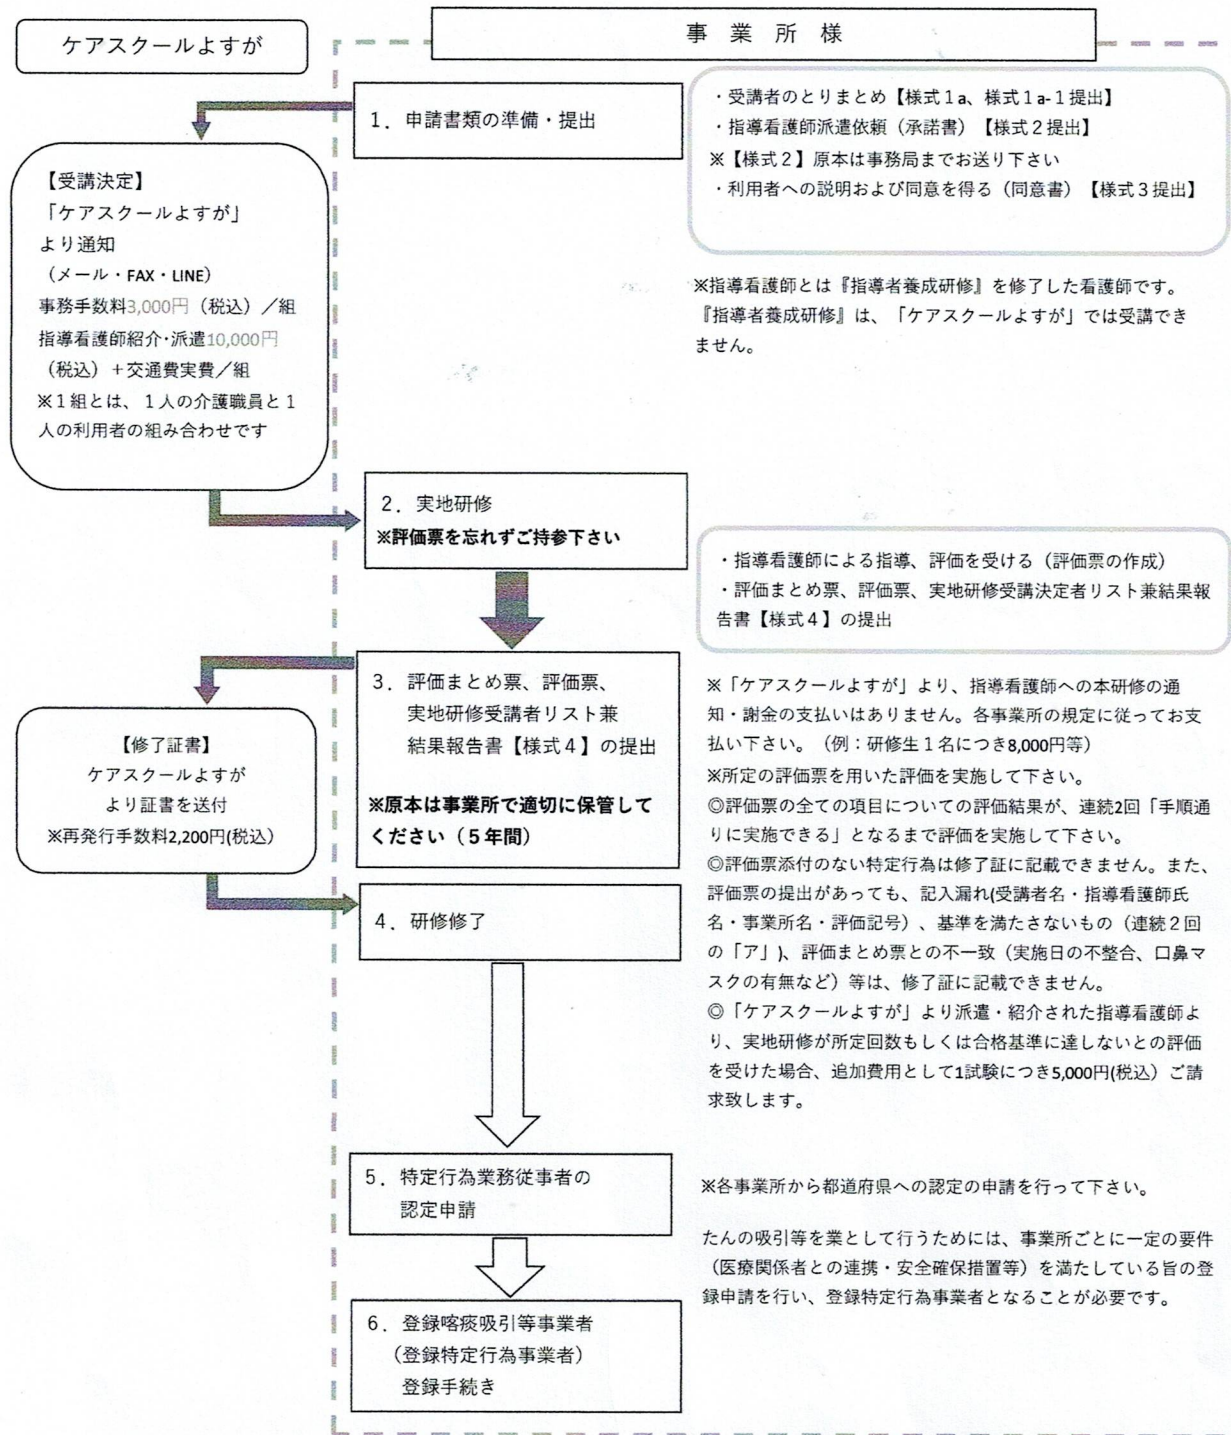 ケアスクールよすが
事業所様
1．申請書類の準備・提出
・受講者のとりまとめ【様式1a、様式1a-1提出】
・指導看護師派遣依頼（承諾書）【様式2提出】
※【様式2】原本は事務局までお送り下さい
・利用者への説明および同意を得る（同意書）【様式3提出】
【受講決定】
「ケアスクールよすが」
より通知
（メール・FAX・LINE）
事務手数料3,000円（税込）／組
指導看護師紹介・派遣10,000円
（税込）＋交通費実費／組
※1組とは、1人の介護職員と1
人の利用者の組み合わせです
※指導看護師とは『指導者養成研修』を修了した看護師です。
『指導者養成研修』は、「ケアスクールよすが」では受講でき
ません。
2．実地研修
※評価票を忘れずご持参下さい
・指導看護師による指導、評価を受ける（評価票の作成）
・評価まとめ票、評価票、実地研修受講決定者リスト兼結果報
告書【様式4】の提出
3．評価まとめ票、評価票、
実地研修受講者リスト兼
結果報告書【様式4】の提出
※原本は事業所で適切に保管して
ください（5年間）
【修了証書】
ケアスクールよすが
より証書を送付
※再発行手数料2,200円(税込）
※「ケアスクールよすが」より、指導看護師への本研修の通
知・謝金の支払いはありません。各事業所の規定に従ってお支
払い下さい。（例：研修生1名につき8,000円等）
※所定の評価票を用いた評価を実施して下さい。
◎評価票の全ての項目についての評価結果が、連続2回「手順通
りに実施できる」となるまで評価を実施して下さい。
◎評価票添付のない特定行為は修了証に記載できません。また、
評価票の提出があっても、記入漏れ(受講者名・指導看護師氏
名・事業所名・評価記号）、基準を満たさないもの（連続2回
の「ア」)、評価まとめ票との不一致（実施日の不整合、口鼻マ
スクの有無など）等は、修了証に記載できません。
◎「ケアスクールよすが」より派遣・紹介された指導看護師よ
り、実地研修が所定回数もしくは合格基準に達しないとの評価
を受けた場合、追加費用として1試験につき5,000円(税込）ご請
求致します。
4．研修修了
5．特定行為業務従事者の
認定申請
※各事業所から都道府県への認定の申請を行って下さい。
たんの吸引等を業として行うためには、事業所ごとに一定の要件
（医療関係者との連携・安全確保措置等）を満たしている旨の登
録申請を行い、登録特定行為事業者となることが必要です。
6．登録喀痰吸引等事業者
（登録特定行為事業者）
登録手続き